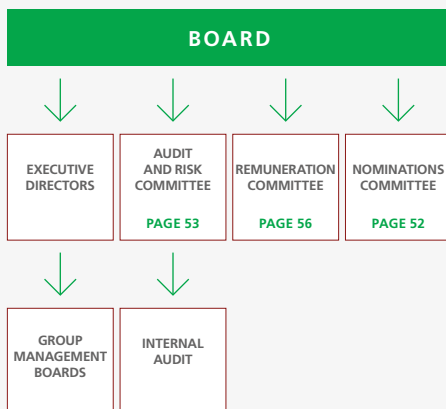 BOARD
EXECUTIVE
DIRECTORS
AUDIT
AND RISK
COMMITTEE
PAGE 53
REMUNERATION
COMMITTEE
PAGE 56
NOMINATIONS
COMMITTEE
PAGE 52
GROUP
MANAGEMENT
BOARDS
INTERNAL
AUDIT